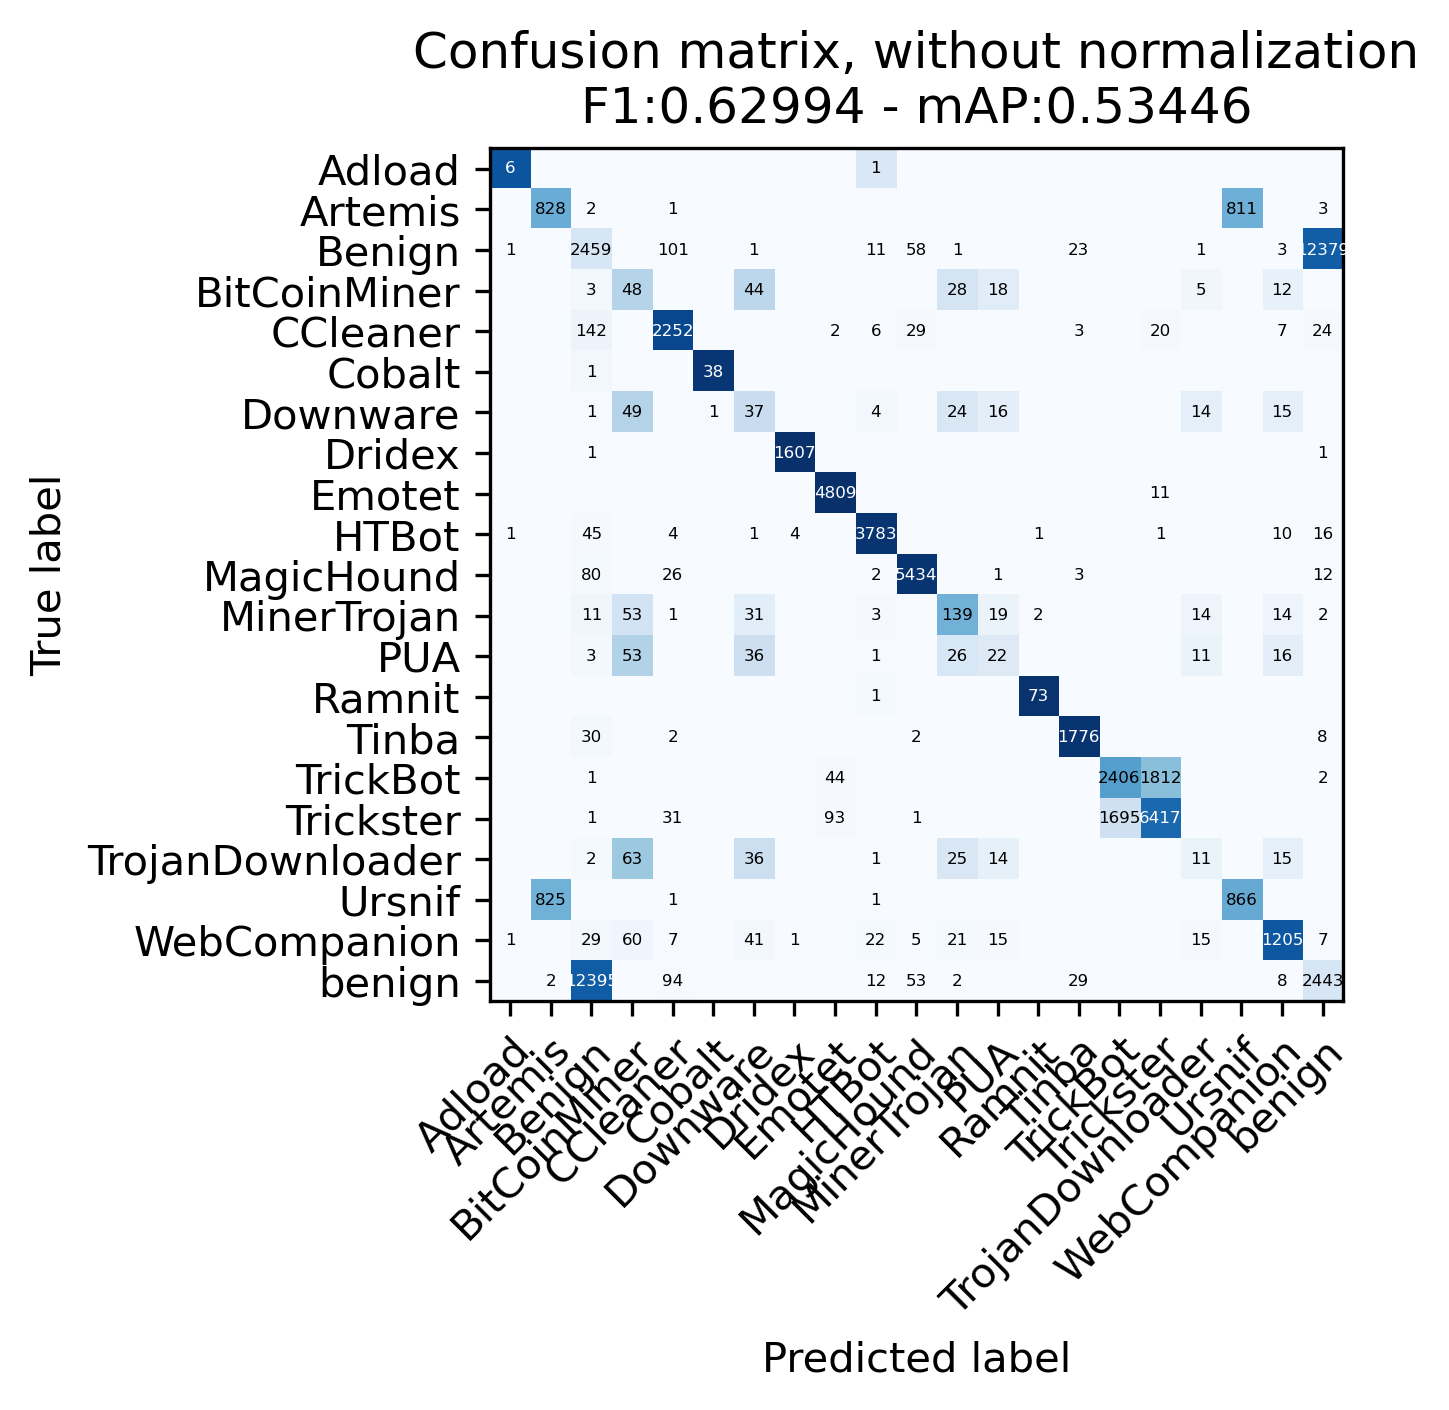 Confusion matrix, without normalization
F1:0.62994 - mAP:0.53446
True label
Adload 6 1
Artemis 828 2 1 811 3
Benign 1 2459 101 1 11 58 1 23 1 3 12379
BitCoinMiner 3 48 44 28 18 5 12
CCleaner 142 2252 2 6 29 3 20 7 24
Cobalt 1 38
Downware 1 49 1 37 4 24 16 14 15
Dridex 1 1607 1
Emotet 4809 11
HTBot 1 45 4 1 4 3783 1 1 10 16
MagicHound 80 26 2 5434 1 3 12
MinerTrojan 11 53 1 31 3 139 19 2 14 14 2
PUA 3 53 36 1 26 22 11 16
Ramnit 1 73
Tinba 30 2 2 1776 8
TrickBot 1 44 2406 1812 2
Trickster 1 31 93 1 1695 6417
TrojanDownloader 2 63 36 1 25 14 11 15
Ursnif 825 1 1 866
WebCompanion 1 29 60 7 41 1 22 5 21 15 15 1205 7
benign 2 12395 94 12 53 2 29 8 2443
Adload
Artemis
Benign
BitCoinMiner
CCleaner
Cobalt
Downware
Dridex
Emotet
HTBot
MagicHound
MinerTrojan
PUA
Ramnit
Tinba
TrickBot
Trickster
TrojanDownloader
Ursnif
WebCompanion
benign
Predicted label